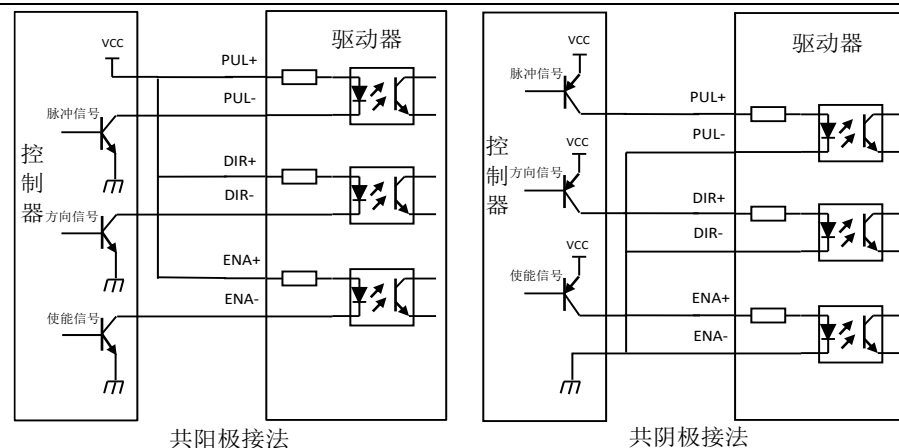 驱动器
VCC
PUL+
脉冲信号
PUL-
控制器
DIR+
方向信号
DIR-
ENA+
使能信号
ENA-
共阳极接法
驱动器
VCC
脉冲信号
PUL+
PUL-
控制器
VCC
方向信号
DIR+
DIR-
VCC
使能信号
ENA+
ENA-
共阴极接法